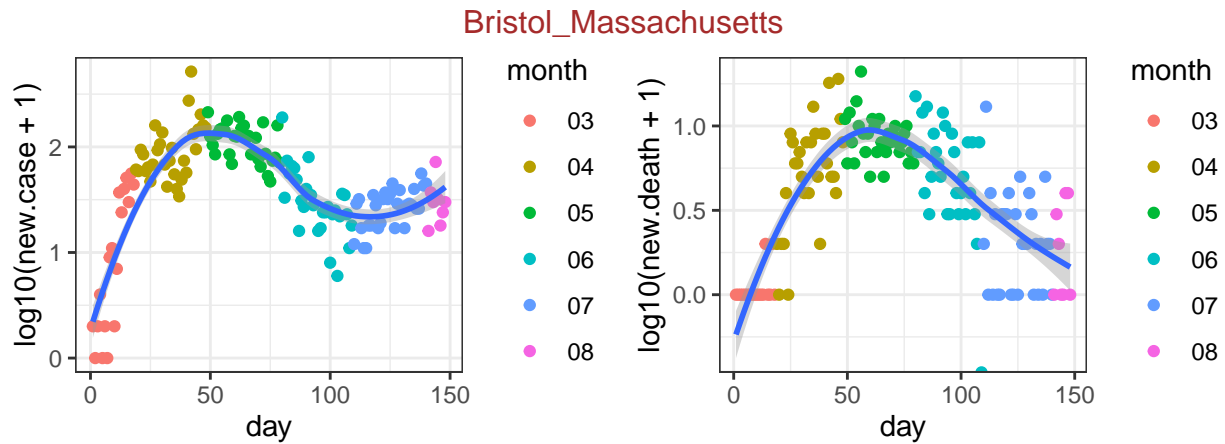 Bristol_Massachusetts
log10(new.case + 1)
2
1
0
0 50 100 150
day
month
03
04
05
06
07
08
log10(new.death + 1)
1.0
0.5
0.0
0 50 100 150
day
month
03
04
05
06
07
08